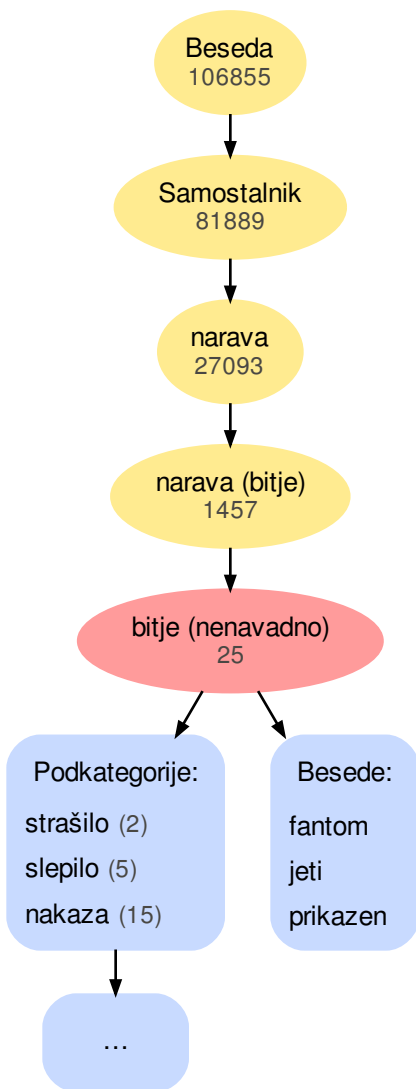 Beseda
106855
Samostalnik
81889
narava
27093
narava (bitje)
1457
bitje (nenavadno)
25
Podkategorije:
strašilo (2)
slepilo (5)
nakaza (15)
Besede:
fantom
jeti
prikazen
...